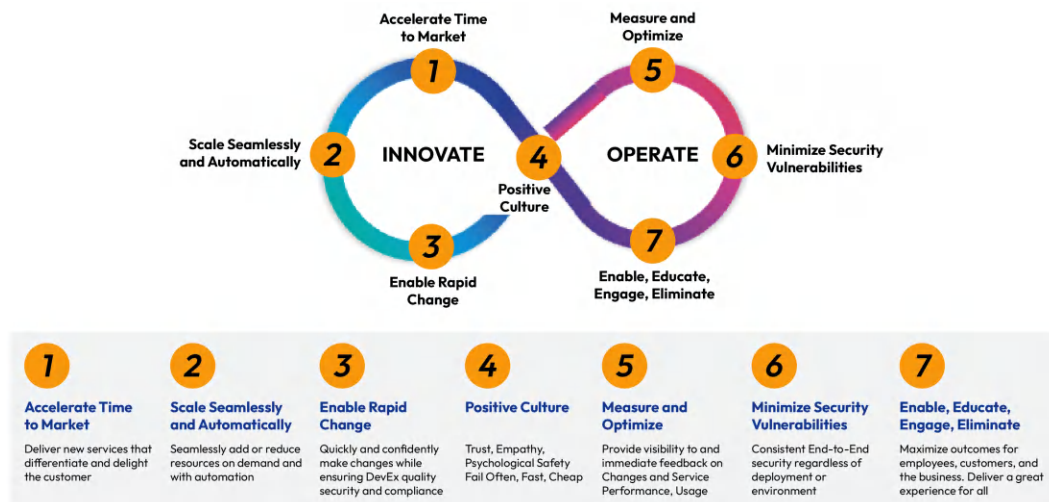 Accelerate Time
to Market
1
Measure and
Optimize
5
Scale Seamlessly
and Automatically
2
INNOVATE
4
Positive
Culture
OPERATE
6
Minimize Security
Vulnerabilities
3
Enable Rapid
Change
7
Enable, Educate,
Engage, Eliminate
1
Accelerate Time
to Market
Deliver new services that
differentiate and delight
the customer
2
Scale Seamlessly
and Automatically
Seamlessly add or reduce
resources on demand and
with automation
3
Enable Rapid
Change
Quickly and confidently
make changes while
ensuring DevEx quality
security and compliance
4
Positive Culture
Trust, Empathy,
Psychological Safety
Fail Often, Fast, Cheap
5
Measure and
Optimize
Provide visibility to and
immediate feedback on
Changes and Service
Performance, Usage
6
Minimize Security
Vulnerabilities
Consistent End-to-End
security regardless of
deployment or
environment
7
Enable, Educate,
Engage, Eliminate
Maximize outcomes for
employees, customers, and
the business. Deliver a great
experience for all